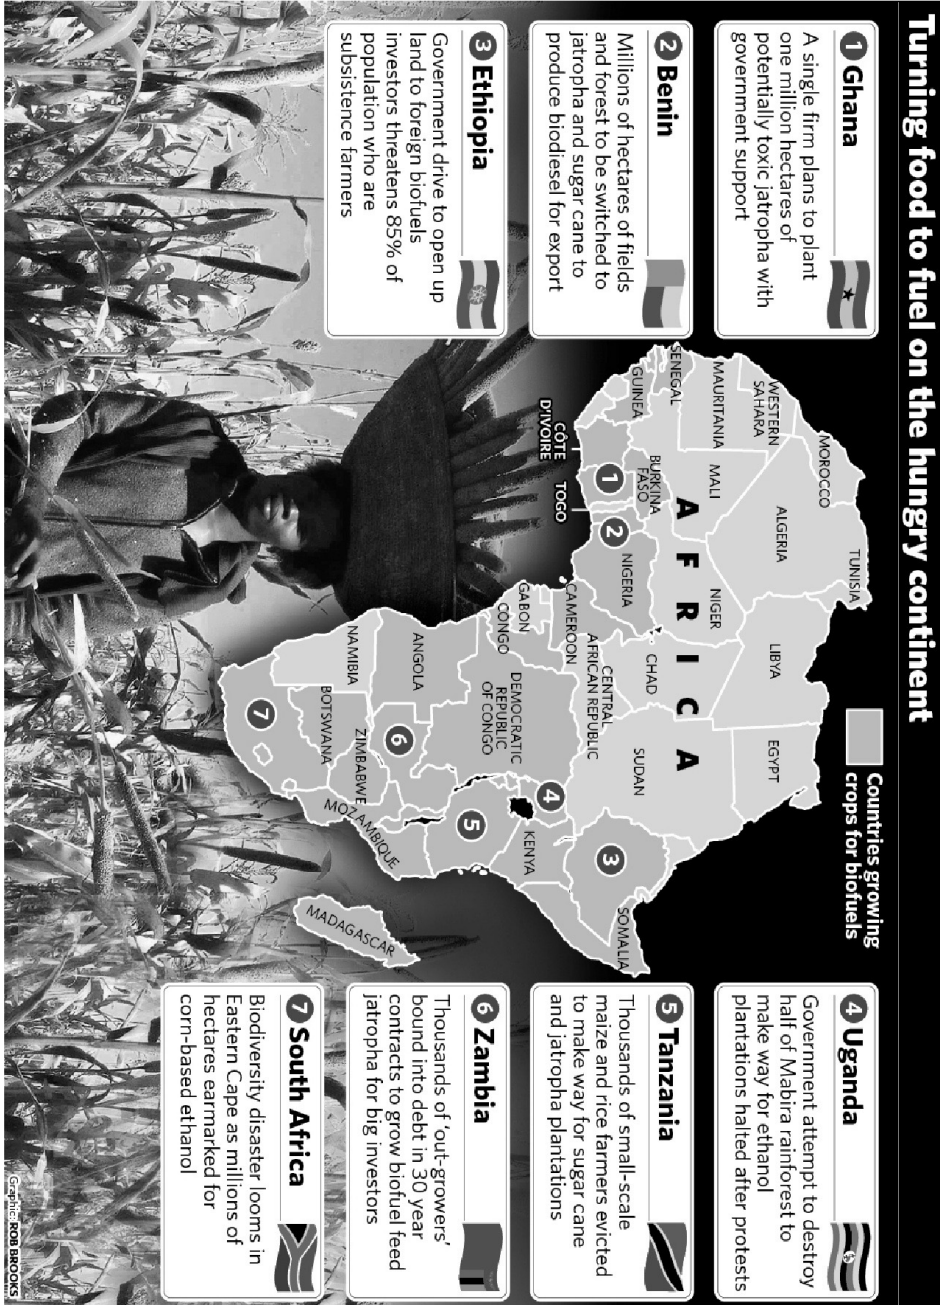 Turning food to fuel on the hungry continent
1 Ghana
A single firm plans to plant
one million hectares of
potentially toxic jatropha with
government support
2 Benin
Millions of hectares of fields
and forest to be switched to
jatropha and sugar cane to
produce biodiesel for export
3 Ethiopia
Government drive to open up
land to foreign biofuels
investors threatens 85% of
population who are
subsistence farmers
Countries growing
crops for biofuels
AFRICA
MOROCCO
TUNISIA
WESTERN
SAHARA
ALGERIA
LIBYA
EGYPT
MAURITANIA
MALI
NIGER
CHAD
SUDAN
SENEGAL
GUINEA
BURKINA
FASO
NIGERIA
CÔTE
D'IVOIRE
TOGO
1
2
3
CAMEROON
CENTRAL
AFRICAN REPUBLIC
SOMALIA
GABON
CONGO
DEMOCRATIC
REPUBLIC
OF CONGO
4
KENYA
5
ANGOLA
6
NAMIBIA
BOTSWANA
ZIMBABWE
MOZAMBIQUE
MADAGASCAR
7
4 Uganda
Government attempt to destroy
half of Mabira rainforest to
make way for ethanol
plantations halted after protests
5 Tanzania
Thousands of small-scale
maize and rice farmers evicted
to make way for sugar cane
and jatropha plantations
6 Zambia
Thousands of 'out-growers'
bound into debt in 30 year
contracts to grow biofuel feed
jatropha for big investors
7 South Africa
Biodiversity disaster looms in
Eastern Cape as millions of
hectares earmarked for
corn-based ethanol
Graphic: ROB BROOKS